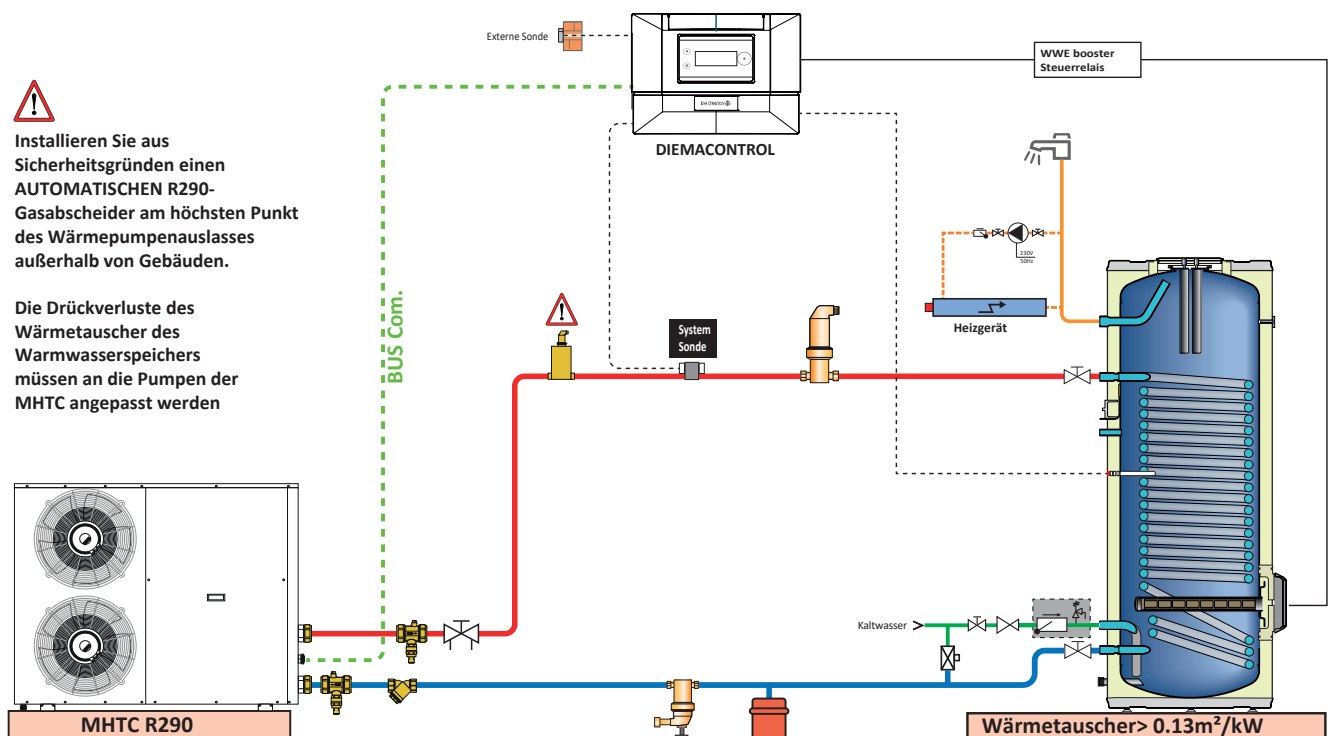 Externe Sonde
De Dietrich
DIEMACONTROL
WWE booster
Steuerrelais
Installieren Sie aus
Sicherheitsgründen einen
AUTOMATISCHEN R290-
Gasabscheider am höchsten Punkt
des Wärmepumpenauslasses
außerhalb von Gebäuden.
Die Drückverluste des
Wärmetauscher des
Warmwasserspeichers
müssen an die Pumpen der
MHTC angepasst werden
BUS Com.
System
Sonde
230V
50Hz
Heizgerät
Kaltwasser
MHTC R290
Wärmetauscher> 0.13m²/kW